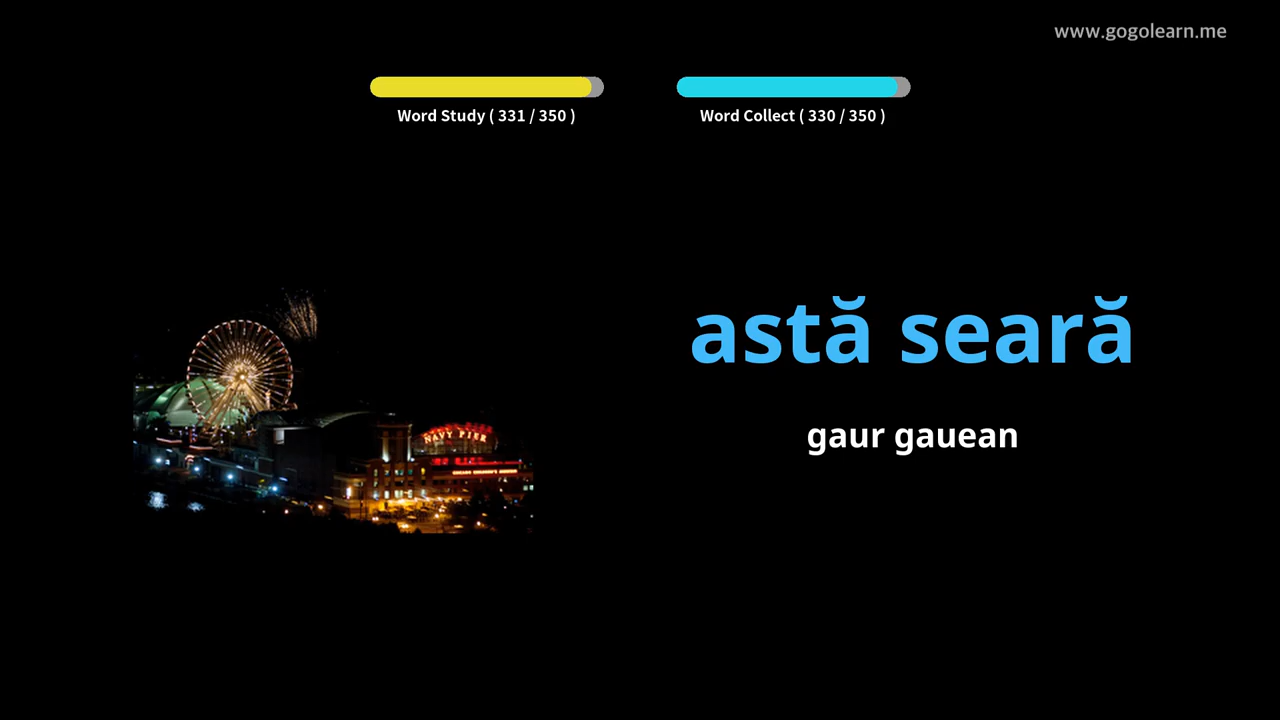 www.gogolearn.me
Word Study ( 331 / 350 )
Word Collect ( 330 / 350 )
astă seară
gaur gauean
NAVY PIER